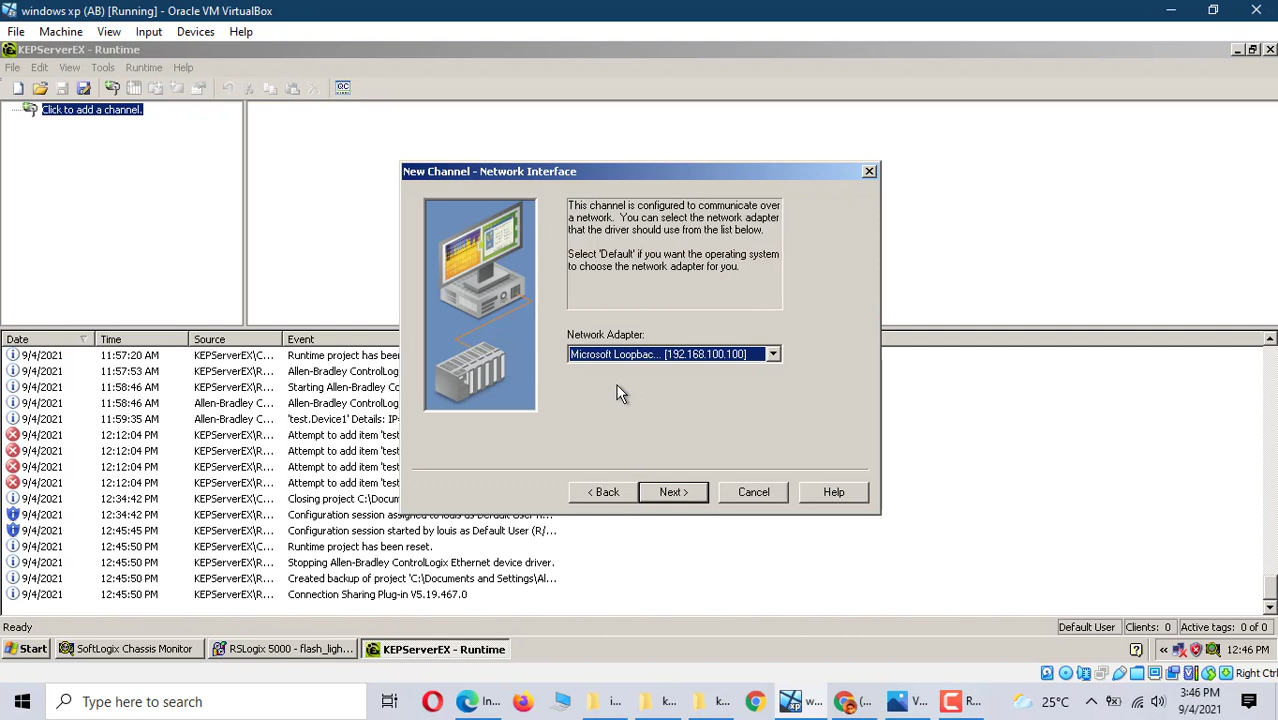 windows xp (AB) [Running] - Oracle VM VirtualBox
File Machine View Input Devices Help
KEPServerEX - Runtime
File Edit View Tools Runtime Help
QC
Click to add a channel.
New Channel - Network Interface
This channel is configured to communicate over
a network. You can select the network adapter
that the driver should use from the list below.
Select 'Default' if you want the operating system
to choose the network adapter for you.
Network Adapter:
Microsoft Loopbac... [192.168.100.100]
< Back Next > Cancel Help
Date Time Source Event
9/4/2021 11:57:20 AM KEPServerEX\C... Runtime project has been
9/4/2021 11:57:53 AM KEPServerEX\C... Allen-Bradley ControlLogix
9/4/2021 11:58:46 AM KEPServerEX\R... Starting Allen-Bradley Con
9/4/2021 11:58:46 AM Allen-Bradley C... Allen-Bradley ControlLogix
9/4/2021 11:59:35 AM Allen-Bradley C... 'test.Device1' Details: IP=
9/4/2021 12:12:04 PM KEPServerEX\R... Attempt to add item 'test
9/4/2021 12:12:04 PM KEPServerEX\R... Attempt to add item 'test
9/4/2021 12:12:04 PM KEPServerEX\R... Attempt to add item 'test
9/4/2021 12:12:04 PM KEPServerEX\R... Attempt to add item 'test
9/4/2021 12:34:42 PM KEPServerEX\R... Closing project C:\Docum
9/4/2021 12:34:42 PM KEPServerEX\R... Configuration session assigned to louis as Default User (R/
9/4/2021 12:45:45 PM KEPServerEX\R... Configuration session started by louis as Default User (R/...
9/4/2021 12:45:50 PM KEPServerEX\C... Runtime project has been reset.
9/4/2021 12:45:50 PM KEPServerEX\R... Stopping Allen-Bradley ControlLogix Ethernet device driver.
9/4/2021 12:45:50 PM KEPServerEX\R... Created backup of project 'C:\Documents and Settings\Al...
9/4/2021 12:45:50 PM KEPServerEX\R... Connection Sharing Plug-in V5.19.467.0
Ready Default User Clients: 0 Active tags: 0 of 0
Start SoftLogix Chassis Monitor RSLogix 5000 - flash_ligh... KEPServerEX - Runtime 12:46 PM
Right Ctrl
Type here to search In... i... k... k... w... (... V... R... 25°C 3:46 PM
9/4/2021